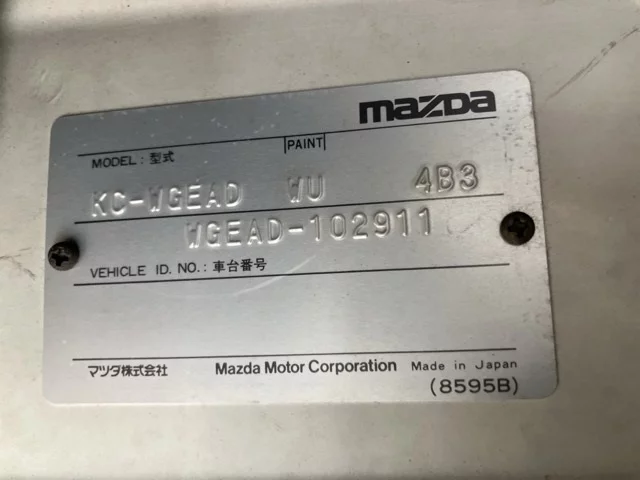 mazda
MODEL : 型式 PAINT
KC-WGEAD WU 4B3
WGEAD-102911
VEHICLE ID. NO. : 車台番号
マツダ株式会社 Mazda Motor Corporation Made in Japan
(8595B)